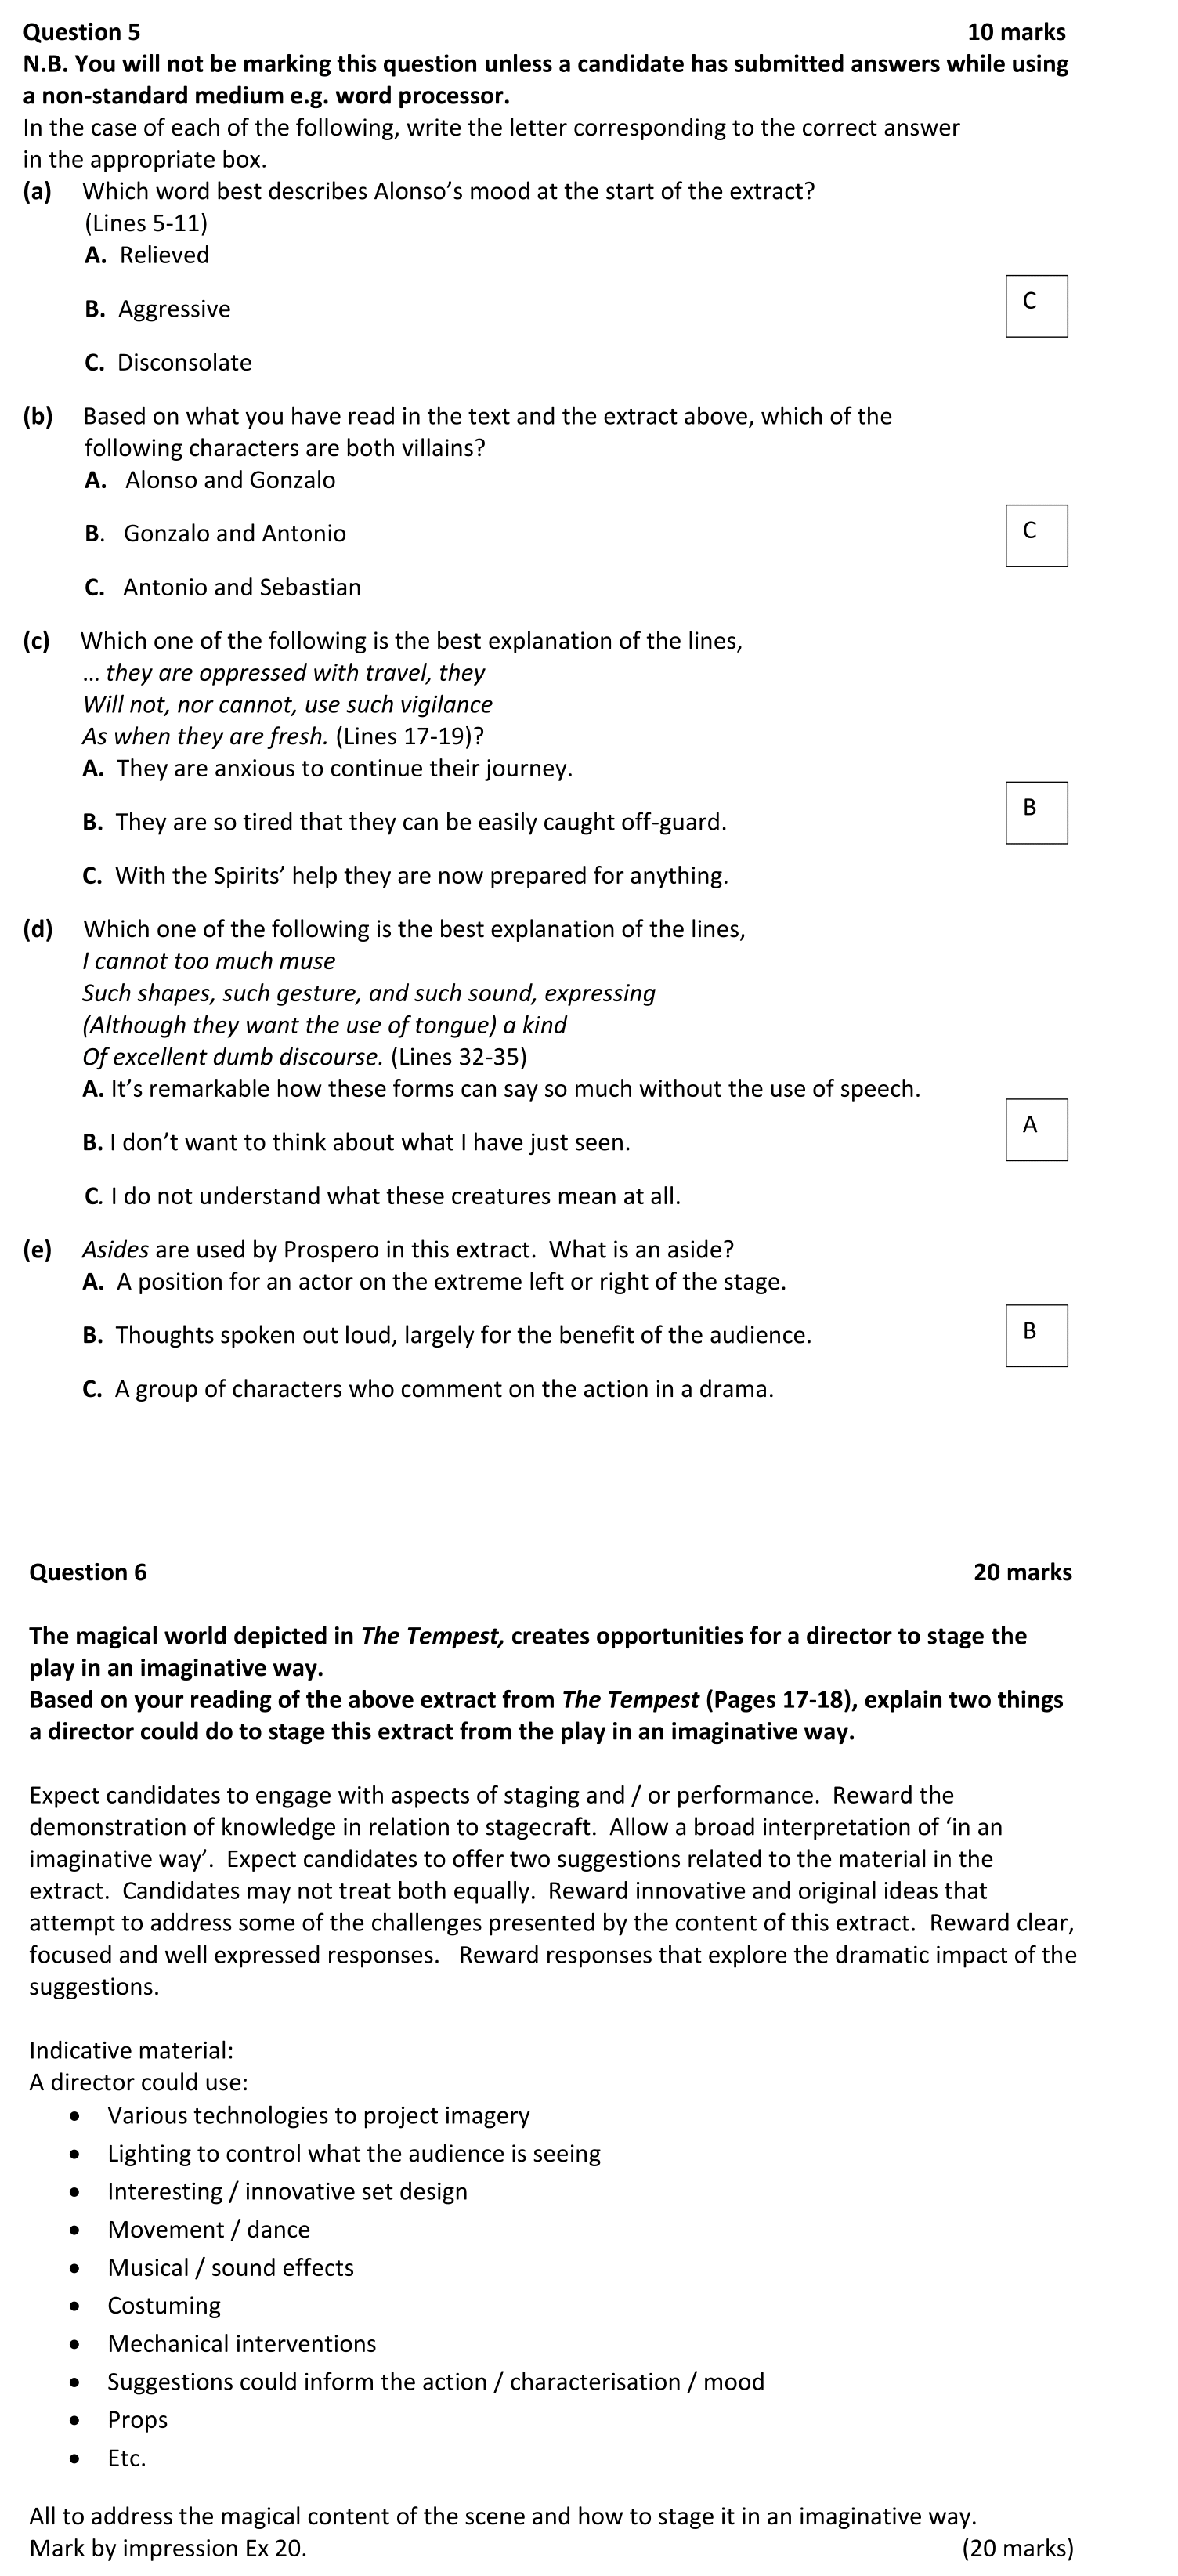 Question 5 10 marks
N.B. You will not be marking this question unless a candidate has submitted answers while using
a non-standard medium e.g. word processor.
In the case of each of the following, write the letter corresponding to the correct answer
in the appropriate box.
(a) Which word best describes Alonso’s mood at the start of the extract?
(Lines 5-11)
A. Relieved
C
B. Aggressive
C. Disconsolate
(b) Based on what you have read in the text and the extract above, which of the
following characters are both villains?
A. Alonso and Gonzalo
B. Gonzalo and Antonio
C
C. Antonio and Sebastian
(c) Which one of the following is the best explanation of the lines,
… they are oppressed with travel, they
Will not, nor cannot, use such vigilance
As when they are fresh. (Lines 17-19)?
A. They are anxious to continue their journey.
B
B. They are so tired that they can be easily caught off-guard.
C. With the Spirits’ help they are now prepared for anything.
(d) Which one of the following is the best explanation of the lines,
I cannot too much muse
Such shapes, such gesture, and such sound, expressing
(Although they want the use of tongue) a kind
Of excellent dumb discourse. (Lines 32-35)
A. It’s remarkable how these forms can say so much without the use of speech.
A
B. I don’t want to think about what I have just seen.
C. I do not understand what these creatures mean at all.
(e) Asides are used by Prospero in this extract. What is an aside?
A. A position for an actor on the extreme left or right of the stage.
B. Thoughts spoken out loud, largely for the benefit of the audience.
B
C. A group of characters who comment on the action in a drama.
Question 6 20 marks
The magical world depicted in The Tempest, creates opportunities for a director to stage the
play in an imaginative way.
Based on your reading of the above extract from The Tempest (Pages 17-18), explain two things
a director could do to stage this extract from the play in an imaginative way.
Expect candidates to engage with aspects of staging and / or performance. Reward the
demonstration of knowledge in relation to stagecraft. Allow a broad interpretation of ‘in an
imaginative way’. Expect candidates to offer two suggestions related to the material in the
extract. Candidates may not treat both equally. Reward innovative and original ideas that
attempt to address some of the challenges presented by the content of this extract. Reward clear,
focused and well expressed responses. Reward responses that explore the dramatic impact of the
suggestions.
Indicative material:
A director could use:
• Various technologies to project imagery
• Lighting to control what the audience is seeing
• Interesting / innovative set design
• Movement / dance
• Musical / sound effects
• Costuming
• Mechanical interventions
• Suggestions could inform the action / characterisation / mood
• Props
• Etc.
All to address the magical content of the scene and how to stage it in an imaginative way.
Mark by impression Ex 20. (20 marks)